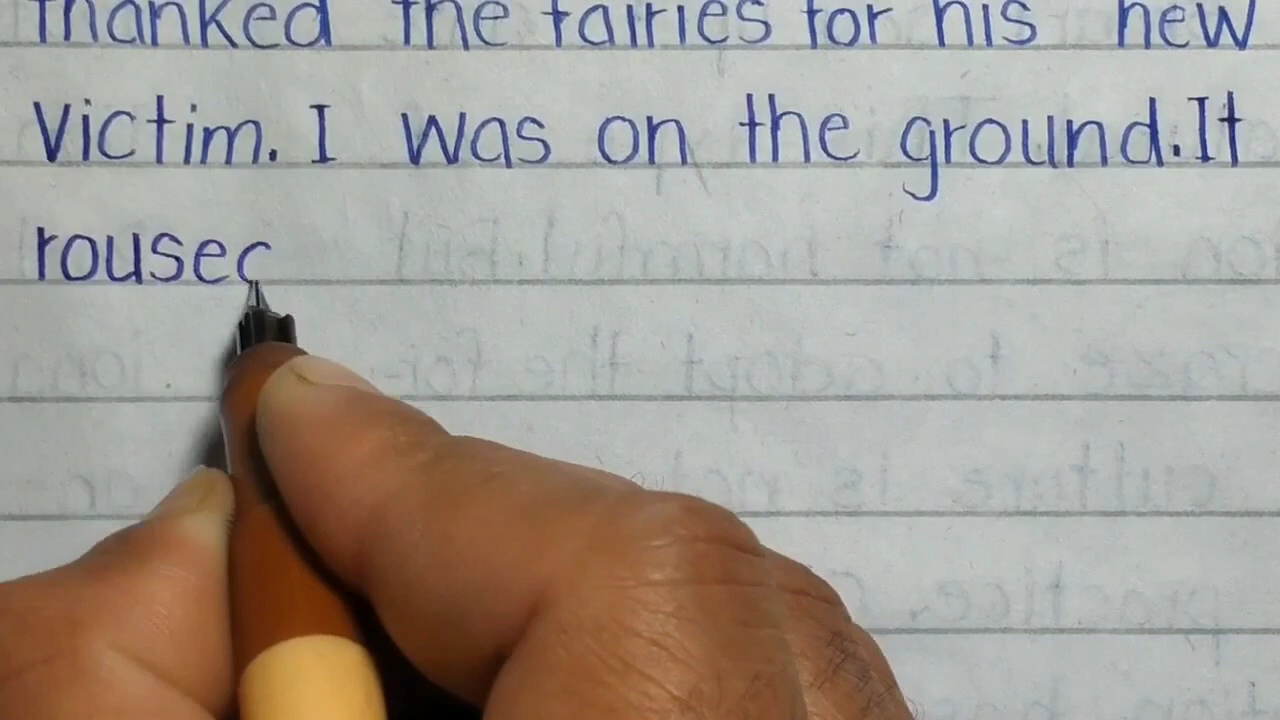 thanked the fairies for his new
victim. I was on the ground. It
rousec